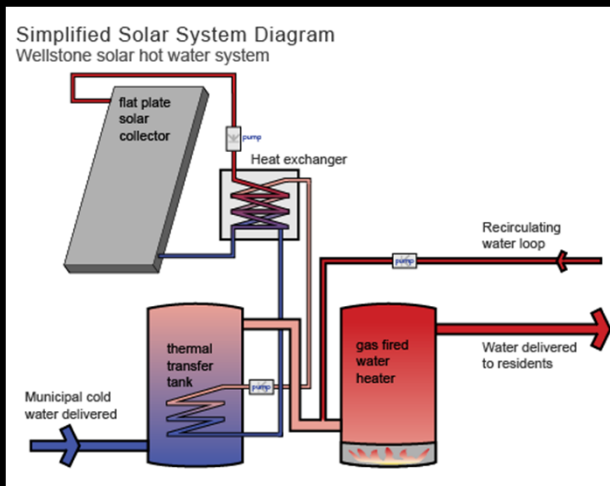 Simplified Solar System Diagram
Wellstone solar hot water system
flat plate
solar
collector
pump
Heat exchanger
Recirculating
water loop
pump
thermal
transfer
tank
gas fired
water
heater
Water delivered
to residents
pump
Municipal cold
water delivered